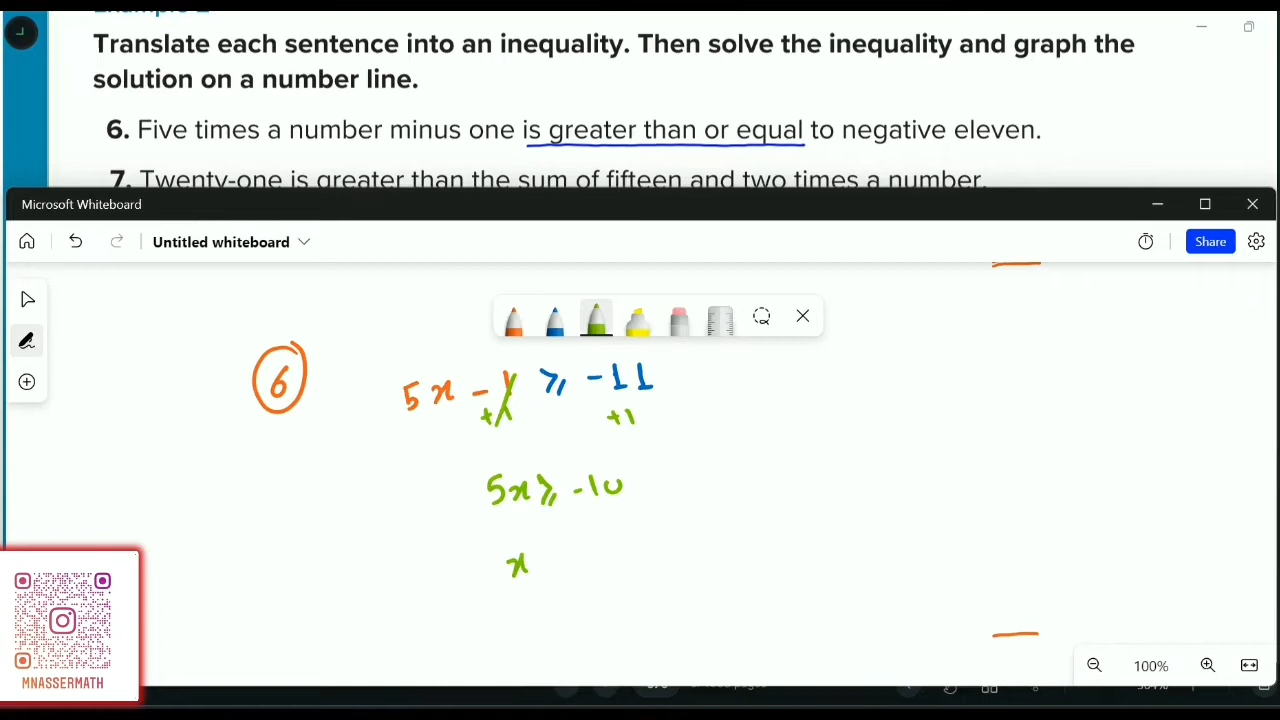 Translate each sentence into an inequality. Then solve the inequality and graph the
solution on a number line.
6. Five times a number minus one is greater than or equal to negative eleven.
7. Twenty-one is greater than the sum of fifteen and two times a number.
Microsoft Whiteboard
Untitled whiteboard
Share
6
5x - 1 ≥ -11
+1 +1
5x ≥ -10
x
MNASSERMATH
100%